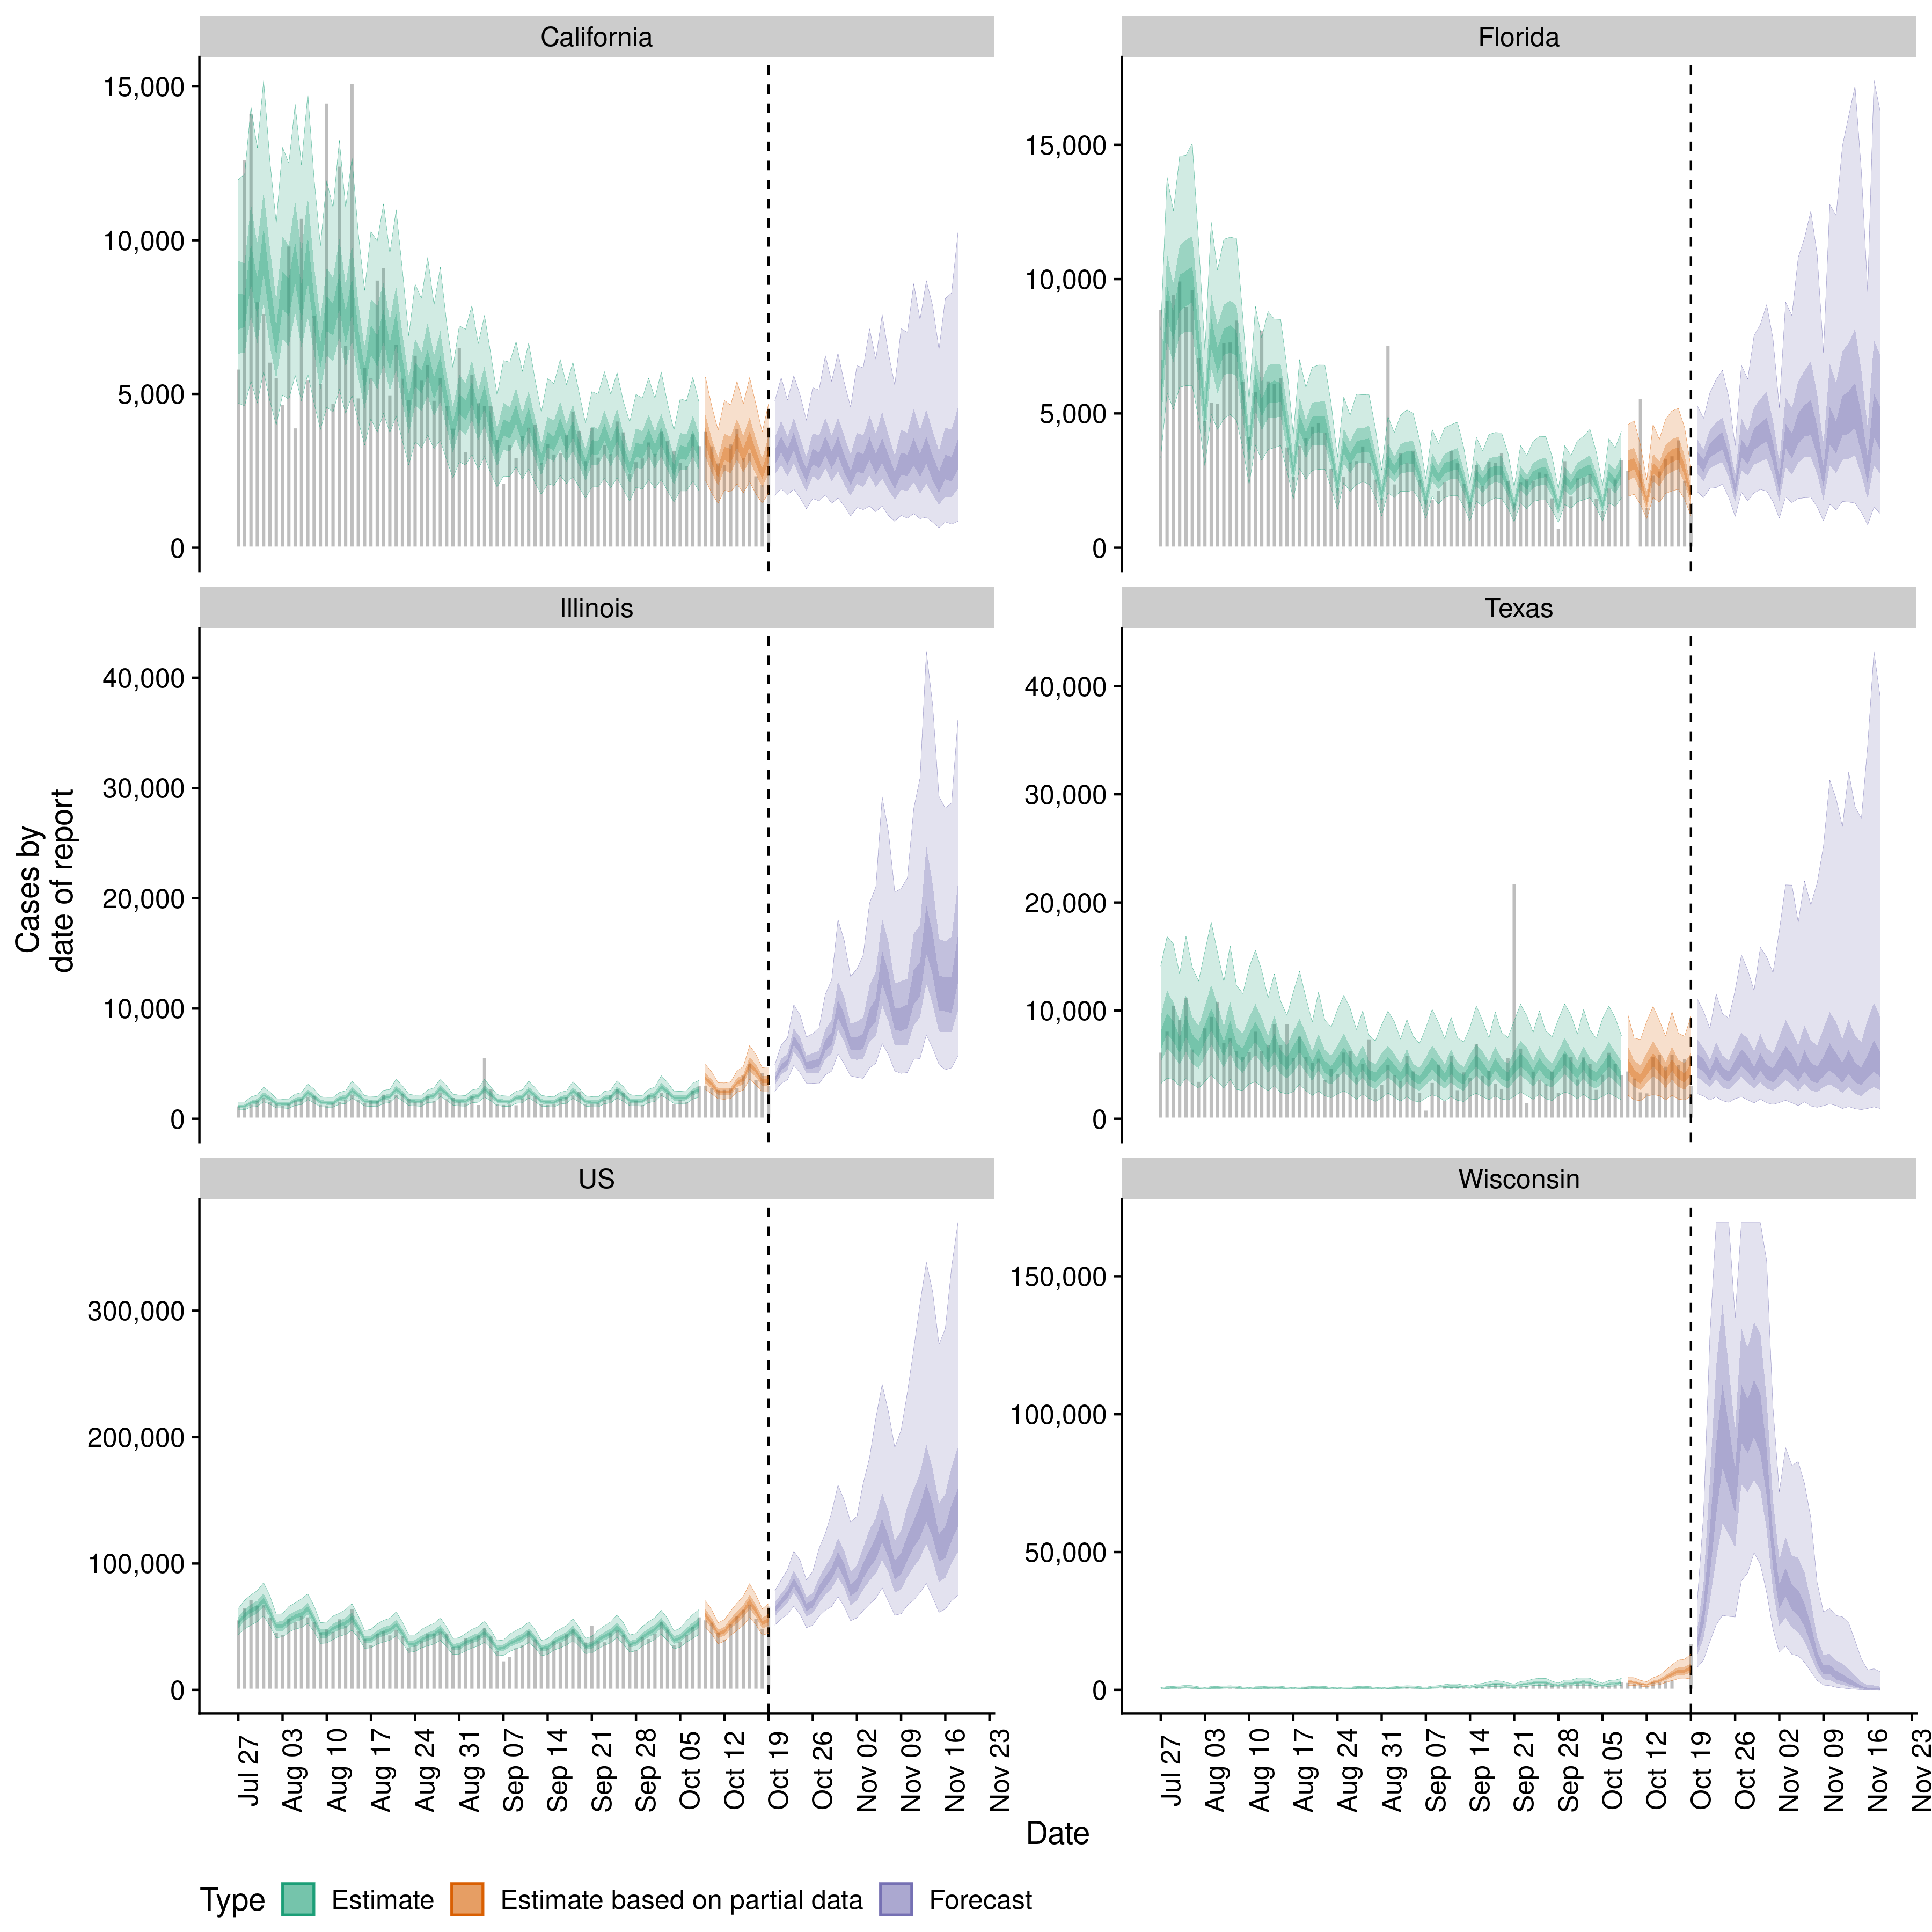 California
Florida
15,000
10,000
5,000
0
15,000
10,000
5,000
0
Illinois
Texas
40,000
30,000
20,000
10,000
0
40,000
30,000
20,000
10,000
0
Cases by
date of report
US
Wisconsin
300,000
200,000
100,000
0
150,000
100,000
50,000
0
Jul 27
Aug 03
Aug 10
Aug 17
Aug 24
Aug 31
Sep 07
Sep 14
Sep 21
Sep 28
Oct 05
Oct 12
Oct 19
Oct 26
Nov 02
Nov 09
Nov 16
Nov 23
Jul 27
Aug 03
Aug 10
Aug 17
Aug 24
Aug 31
Sep 07
Sep 14
Sep 21
Sep 28
Oct 05
Oct 12
Oct 19
Oct 26
Nov 02
Nov 09
Nov 16
Nov 23
Date
Type Estimate Estimate based on partial data Forecast